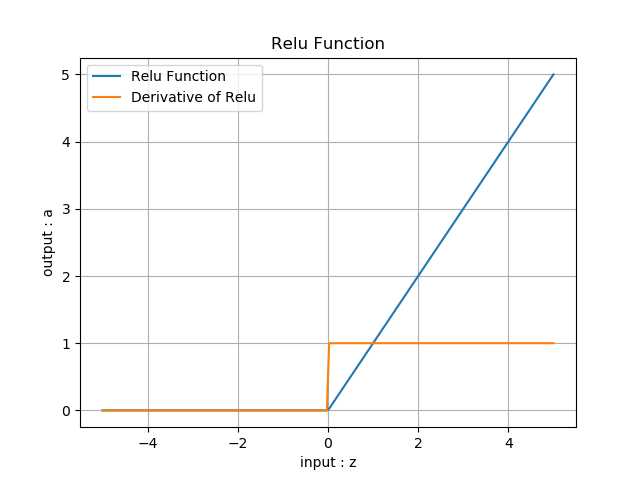 Relu Function
Relu Function
Derivative of Relu
5
4
3
2
1
0
output : a
−4
−2
0
2
4
input : z